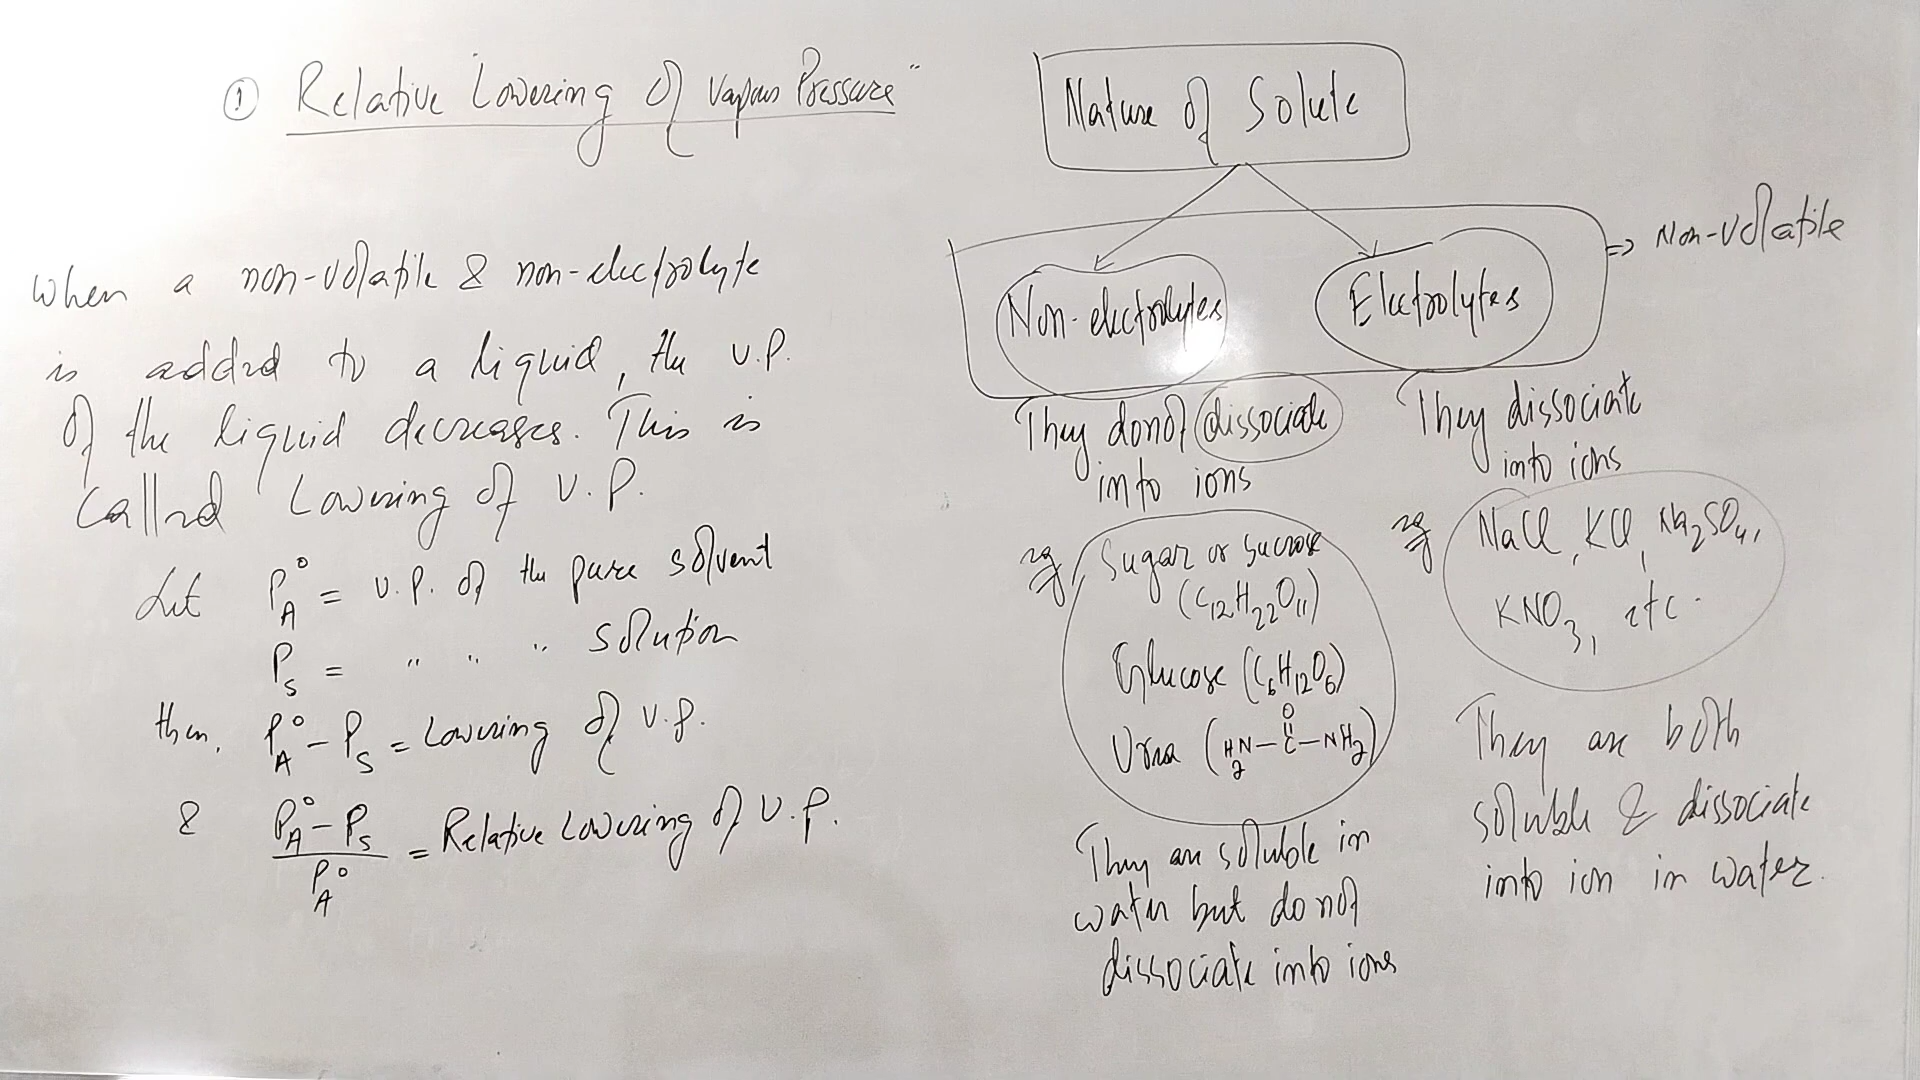 ① Relative Lowering of Vapour Pressure"
When a non-volatile & non-electrolyte
is added to a liquid, the v.p.
of the liquid decreases. This is
called Lowering of v.p.
Let P°A = v.p. of the pure solvent
Ps = " " " solution
then, P°A - Ps = Lowering of v.p.
& (P°A - Ps)/P°A = Relative Lowering of v.p.
Nature of Solute
=> Non-volatile
Non-electrolytes
They donot dissociate
into ions
eg Sugar or sucrose
(C12H22O11)
Glucose (C6H12O6)
O
||
Urea (H2N-C-NH2)
They are soluble in
water but do not
dissociate into ions
Electrolytes
They dissociate
into ions
eg NaCl, KCl, Na2SO4,
KNO3, etc.
They are both
soluble & dissociate
into ion in water.